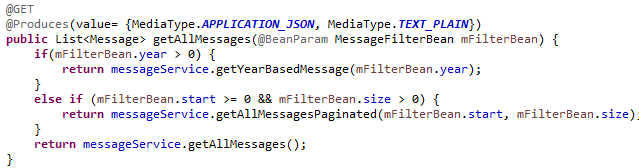 @GET
@Produces(value= {MediaType.APPLICATION_JSON, MediaType.TEXT_PLAIN})
public List<Message> getAllMessages(@BeanParam MessageFilterBean mFilterBean) {
if(mFilterBean.year > 0) {
return messageService.getYearBasedMessage(mFilterBean.year);
}
else if (mFilterBean.start >= 0 && mFilterBean.size > 0) {
return messageService.getAllMessagesPaginated(mFilterBean.start, mFilterBean.size);
}
return messageService.getAllMessages();
}